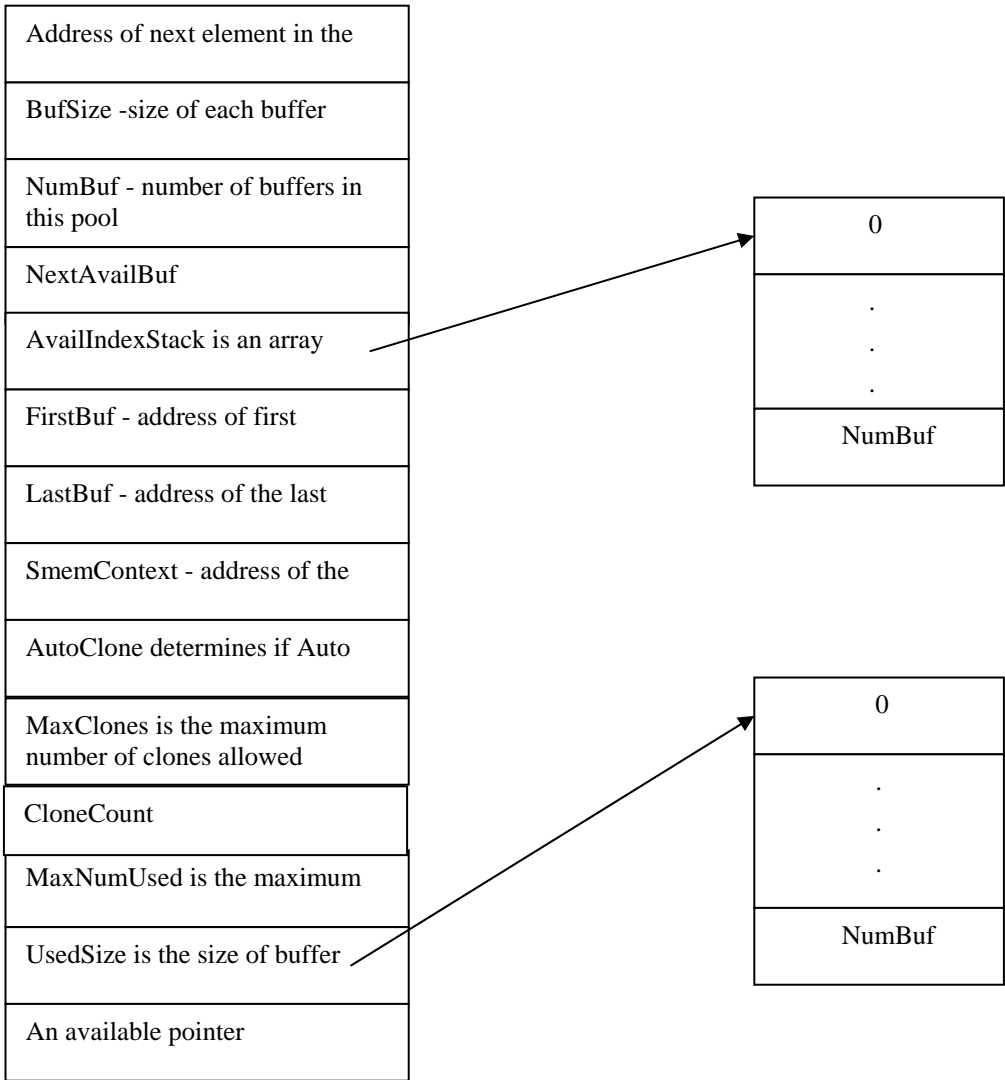 Address of next element in the
BufSize -size of each buffer
NumBuf - number of buffers in
this pool
NextAvailBuf
AvailIndexStack is an array
FirstBuf - address of first
LastBuf - address of the last
SmemContext - address of the
AutoClone determines if Auto
MaxClones is the maximum
number of clones allowed
CloneCount
MaxNumUsed is the maximum
UsedSize is the size of buffer
An available pointer
0
.
.
.
NumBuf
0
.
.
.
NumBuf